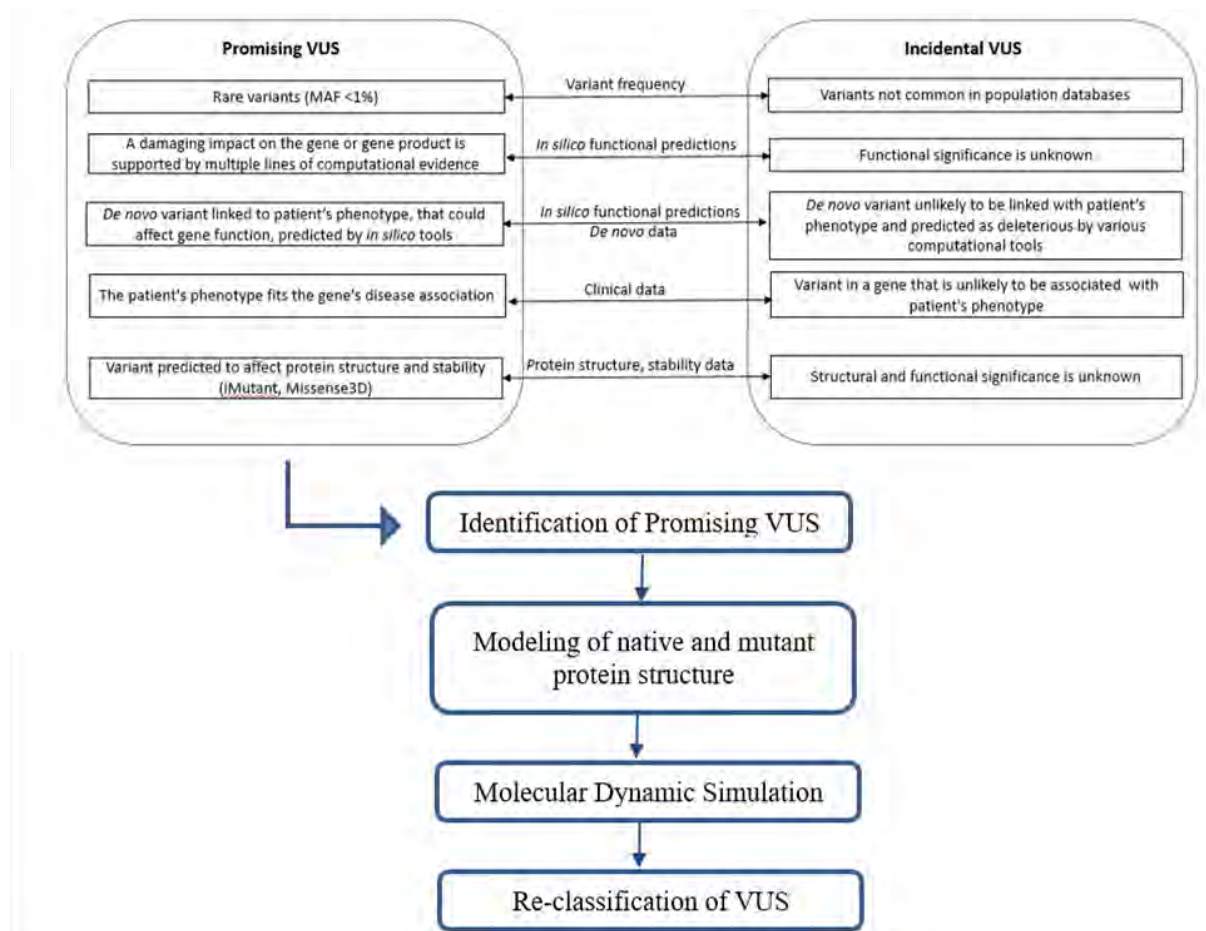 Promising VUS
Incidental VUS
Rare variants (MAF <1%)
Variant frequency
Variants not common in population databases
A damaging impact on the gene or gene product is
supported by multiple lines of computational evidence
In silico functional predictions
Functional significance is unknown
De novo variant linked to patient's phenotype, that could
affect gene function, predicted by in silico tools
In silico functional predictions
De novo data
De novo variant unlikely to be linked with patient's
phenotype and predicted as deleterious by various
computational tools
The patient's phenotype fits the gene's disease association
Clinical data
Variant in a gene that is unlikely to be associated with
patient's phenotype
Variant predicted to affect protein structure and stability
(iMutant, Missense3D)
Protein structure, stability data
Structural and functional significance is unknown
Identification of Promising VUS
Modeling of native and mutant
protein structure
Molecular Dynamic Simulation
Re-classification of VUS